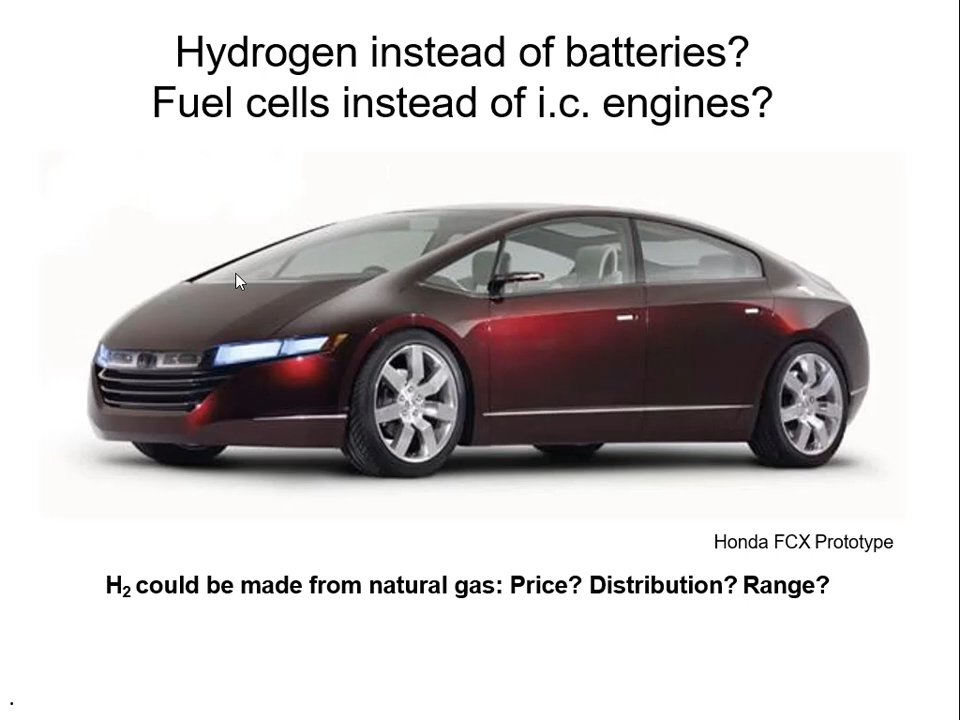 Hydrogen instead of batteries?
Fuel cells instead of i.c. engines?
Honda FCX Prototype
H₂ could be made from natural gas: Price? Distribution? Range?
.